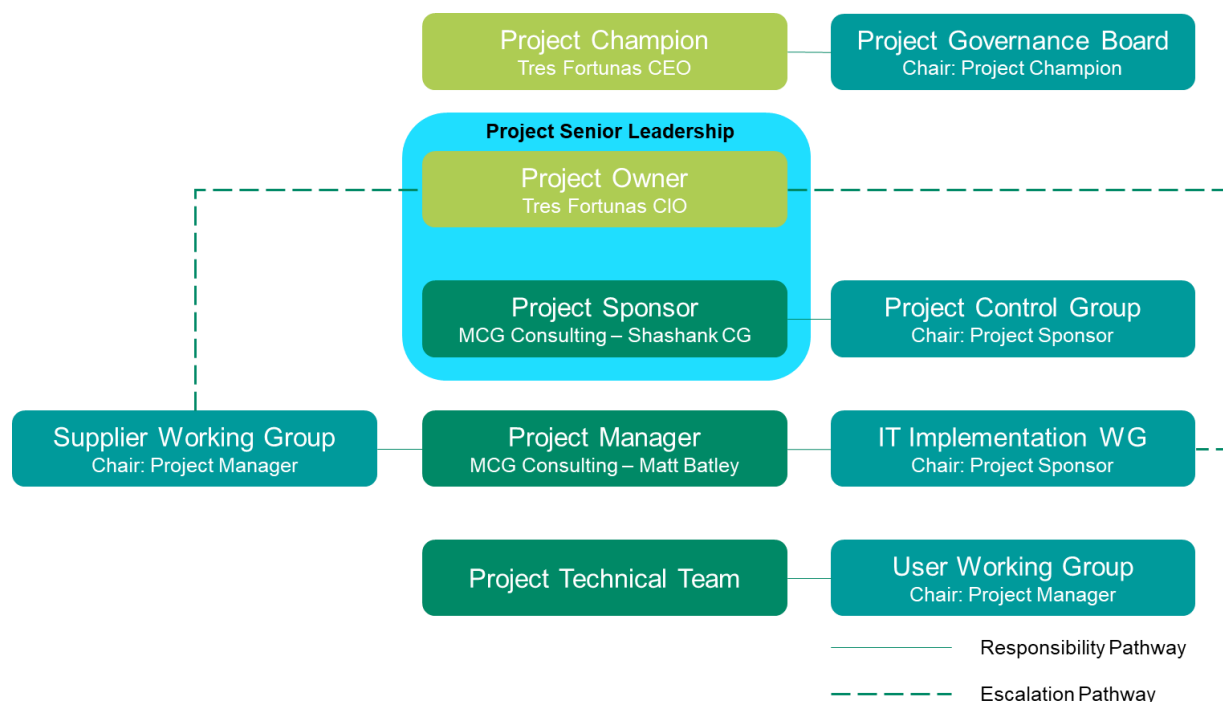 Project Champion
Tres Fortunas CEO
Project Governance Board
Chair: Project Champion
Project Senior Leadership
Project Owner
Tres Fortunas CIO
Project Sponsor
MCG Consulting – Shashank CG
Project Control Group
Chair: Project Sponsor
Supplier Working Group
Chair: Project Manager
Project Manager
MCG Consulting – Matt Batley
IT Implementation WG
Chair: Project Sponsor
Project Technical Team
User Working Group
Chair: Project Manager
Responsibility Pathway
Escalation Pathway